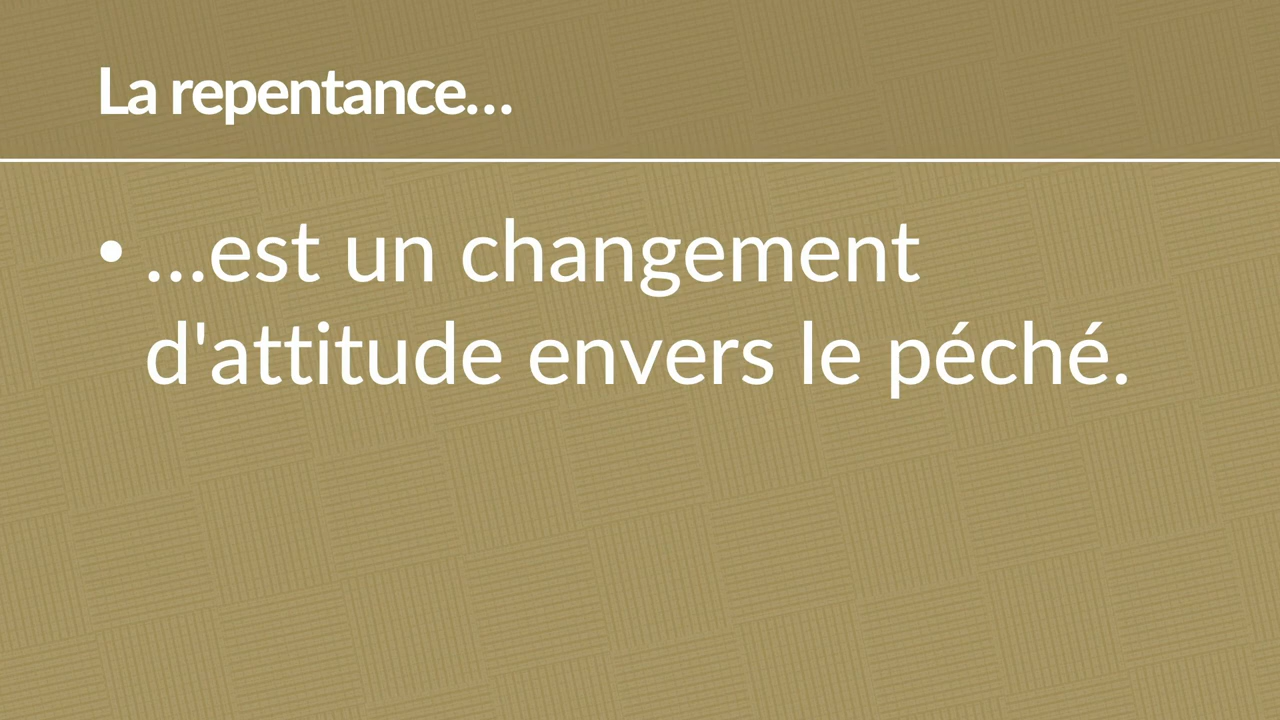 La repentance…
• …est un changement
d'attitude envers le péché.